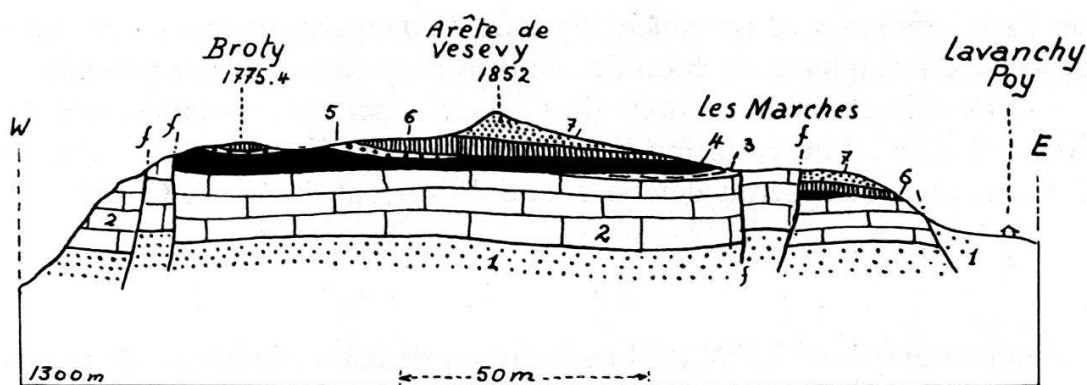 Broty
1775.4
Arête de
Vesevy
1852
Lavanchy
Poy
les Marches
W
f
f
5
6
7
4
3
f
7
6
E
2
2
1
1
f
1300m
50m